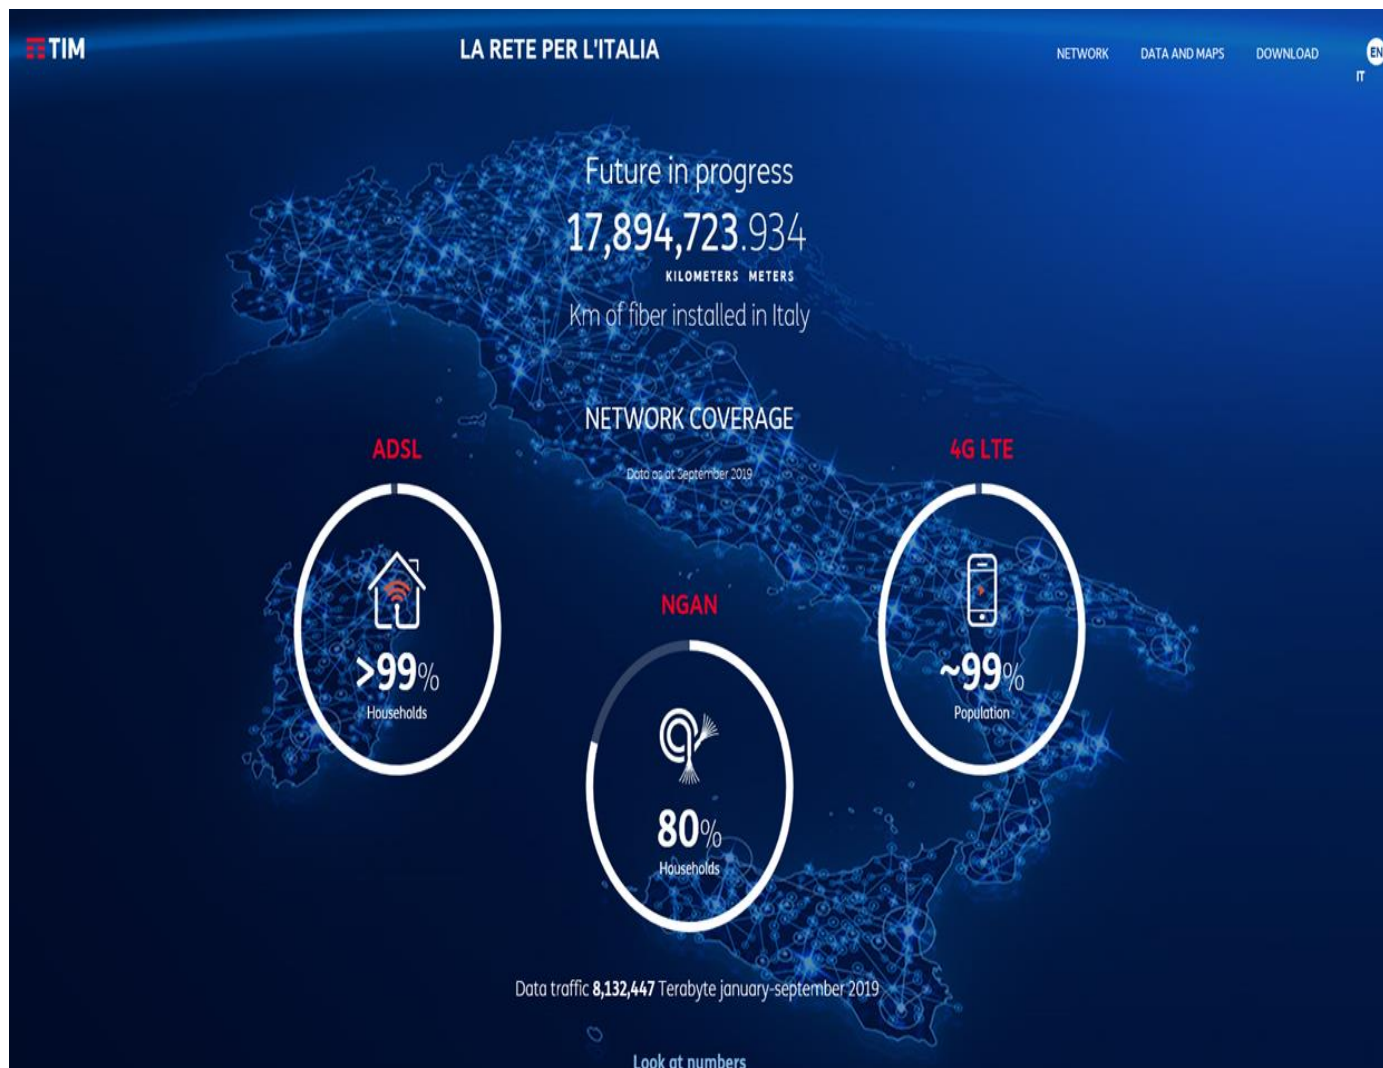 TIM
LA RETE PER L'ITALIA
NETWORK DATA AND MAPS DOWNLOAD EN
IT
Future in progress
17,894,723.934
KILOMETERS METERS
Km of fiber installed in Italy
NETWORK COVERAGE
Data as at September 2019
ADSL
>99%
Households
NGAN
80%
Households
4G LTE
~99%
Population
Data traffic 8,132,447 Terabyte january-september 2019
Look at numbers